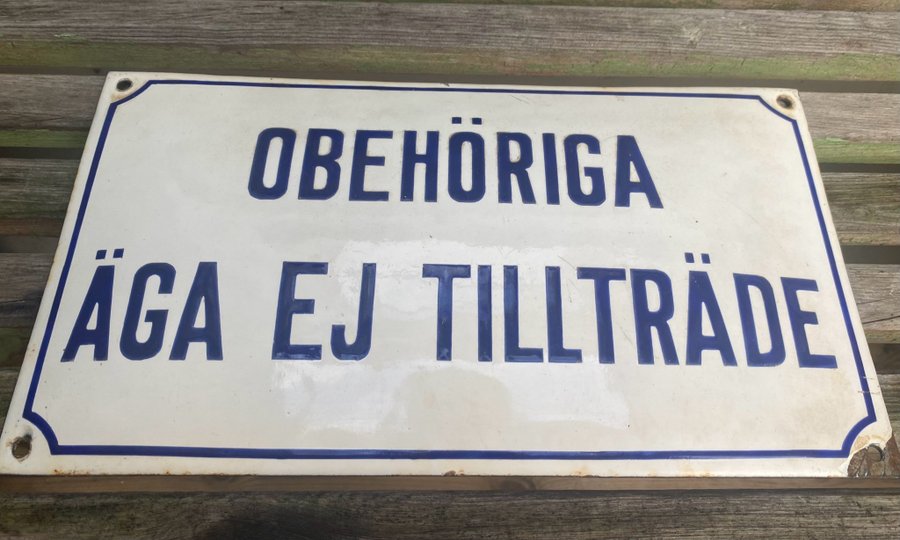 OBEHÖRIGA
ÄGA EJ TILLTRÄDE